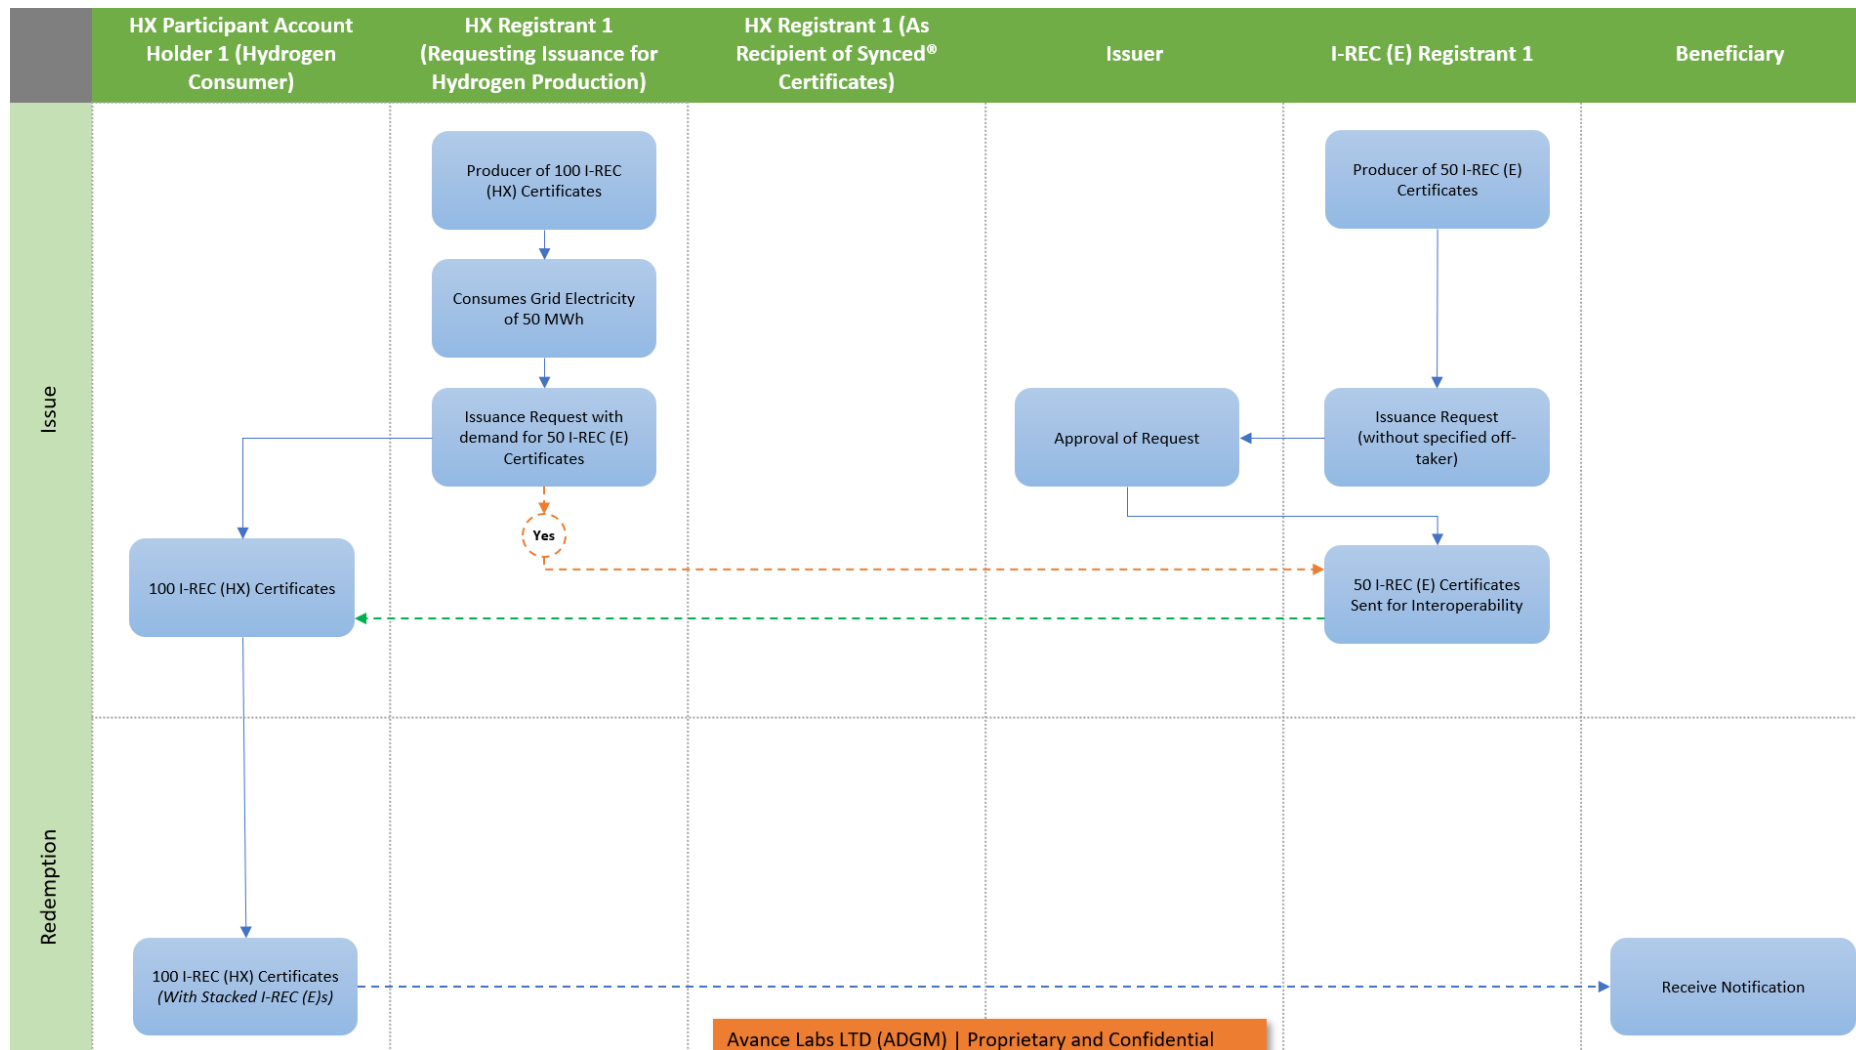 HX Participant Account
Holder 1 (Hydrogen
Consumer)
HX Registrant 1
(Requesting Issuance for
Hydrogen Production)
HX Registrant 1 (As
Recipient of Synced®
Certificates)
Issuer
I-REC (E) Registrant 1
Beneficiary
Issue
Producer of 100 I-REC
(HX) Certificates
Producer of 50 I-REC (E)
Certificates
Consumes Grid Electricity
of 50 MWh
Issuance Request with
demand for 50 I-REC (E)
Certificates
Approval of Request
Issuance Request
(without specified off-
taker)
Yes
100 I-REC (HX) Certificates
50 I-REC (E) Certificates
Sent for Interoperability
Redemption
100 I-REC (HX) Certificates
(With Stacked I-REC (E)s)
Receive Notification
Avance Labs LTD (ADGM) | Proprietary and Confidential